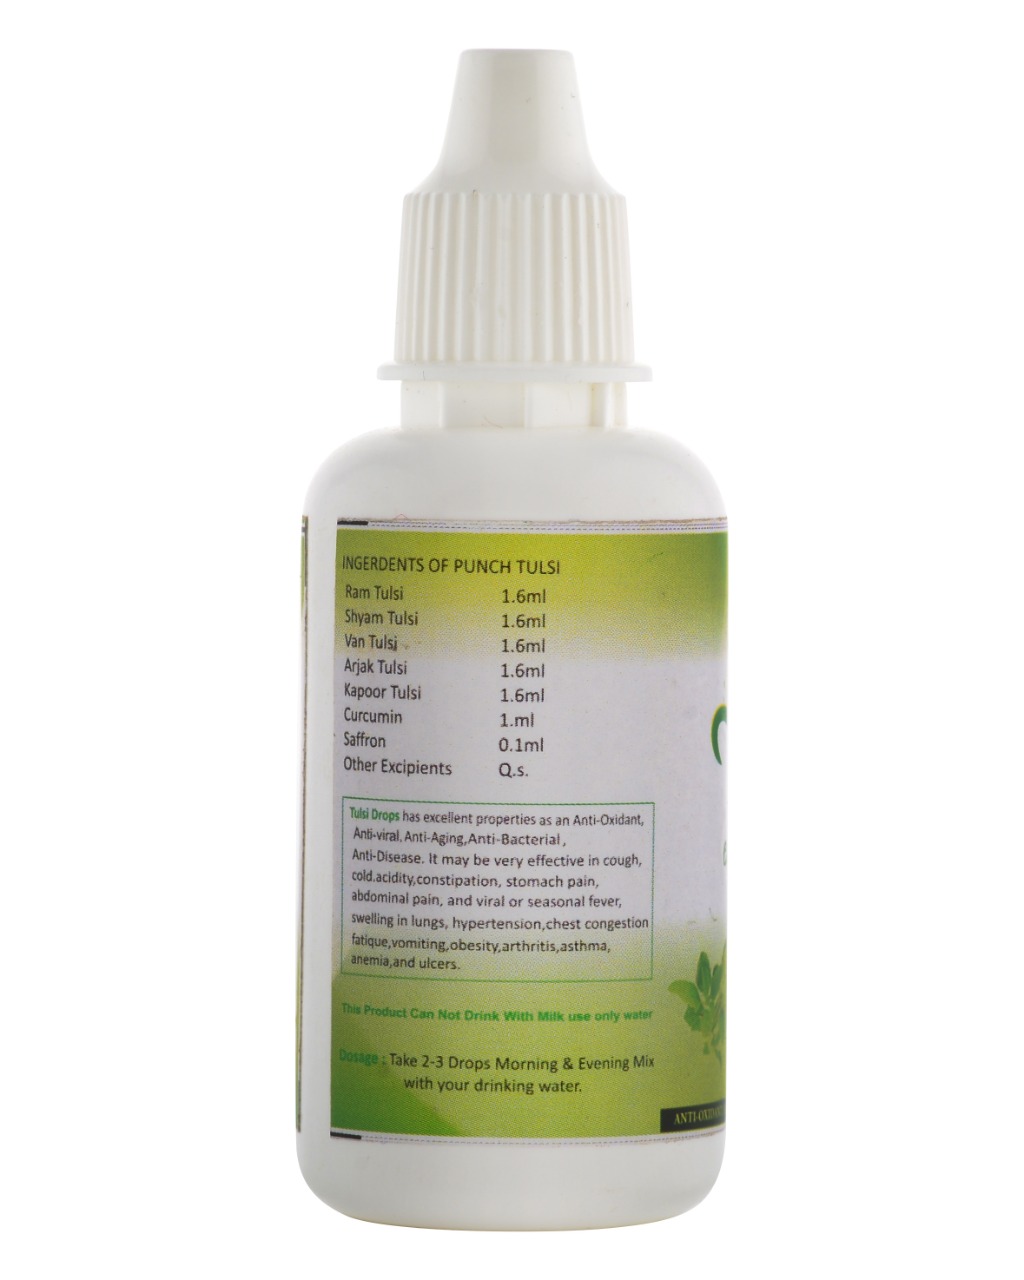 INGERDENTS OF PUNCH TULSI
Ram Tulsi 1.6ml
Shyam Tulsi 1.6ml
Van Tulsi 1.6ml
Arjak Tulsi 1.6ml
Kapoor Tulsi 1.6ml
Curcumin 1.ml
Saffron 0.1ml
Other Excipients Q.s.
Tulsi Drops has excellent properties as an Anti-Oxidant,
Anti-viral, Anti-Aging,Anti-Bacterial,
Anti-Disease. It may be very effective in cough,
cold.acidity,constipation, stomach pain,
abdominal pain, and viral or seasonal fever,
swelling in lungs, hypertension,chest congestion
fatique,vomiting,obesity,arthritis,asthma,
anemia,and ulcers.
This Product Can Not Drink With Milk use only water
Dosage : Take 2-3 Drops Morning & Evening Mix
with your drinking water.